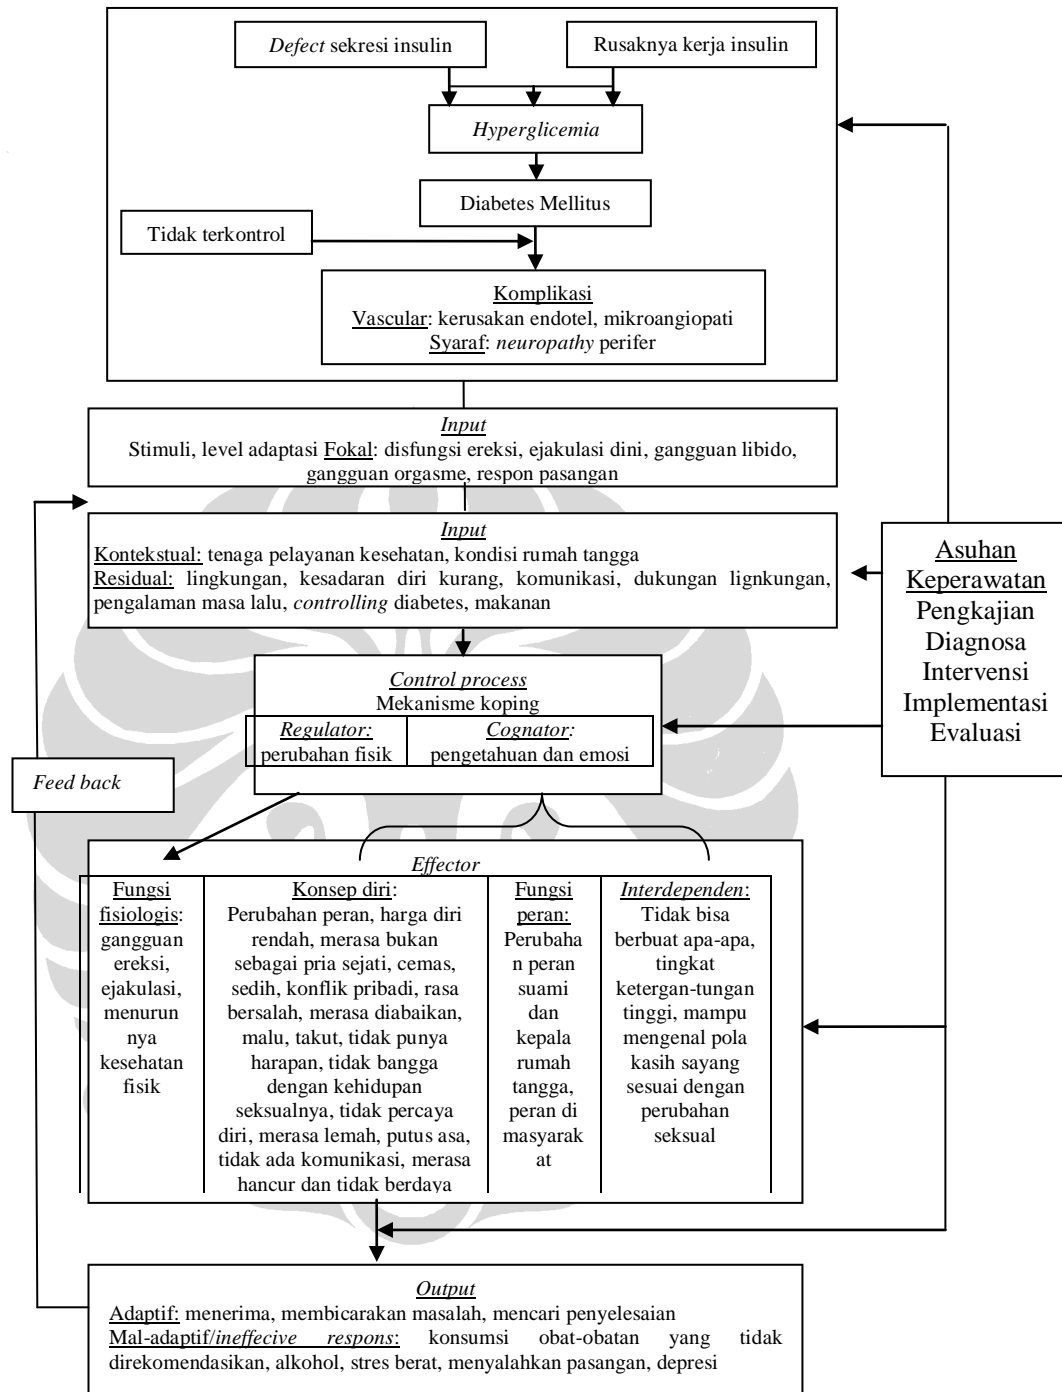 Defect sekresi insulin
Rusaknya kerja insulin
Hyperglicemia
Diabetes Mellitus
Tidak terkontrol
Komplikasi
Vascular: kerusakan endotel, mikroangiopati
Syaraf: neuropathy perifer
Input
Stimuli, level adaptasi Fokal: disfungsi ereksi, ejakulasi dini, gangguan libido,
gangguan orgasme, respon pasangan
Input
Kontekstual: tenaga pelayanan kesehatan, kondisi rumah tangga
Residual: lingkungan, kesadaran diri kurang, komunikasi, dukungan lignkungan,
pengalaman masa lalu, controlling diabetes, makanan
Asuhan
Keperawatan
Pengkajian
Diagnosa
Intervensi
Implementasi
Evaluasi
Control process
Mekanisme koping
Regulator:
perubahan fisik
Cognator:
pengetahuan dan emosi
Feed back
Effector
Fungsi
fisiologis:
gangguan
ereksi,
ejakulasi,
menurun
nya
kesehatan
fisik
Konsep diri:
Perubahan peran, harga diri
rendah, merasa bukan
sebagai pria sejati, cemas,
sedih, konflik pribadi, rasa
bersalah, merasa diabaikan,
malu, takut, tidak punya
harapan, tidak bangga
dengan kehidupan
seksualnya, tidak percaya
diri, merasa lemah, putus asa,
tidak ada komunikasi, merasa
hancur dan tidak berdaya
Fungsi
peran:
Perubaha
n peran
suami
dan
kepala
rumah
tangga,
peran di
masyarak
at
Interdependen:
Tidak bisa
berbuat apa-apa,
tingkat
ketergan-tungan
tinggi, mampu
mengenal pola
kasih sayang
sesuai dengan
perubahan
seksual
Output
Adaptif: menerima, membicarakan masalah, mencari penyelesaian
Mal-adaptif/ineffecive respons: konsumsi obat-obatan yang tidak
direkomendasikan, alkohol, stres berat, menyalahkan pasangan, depresi